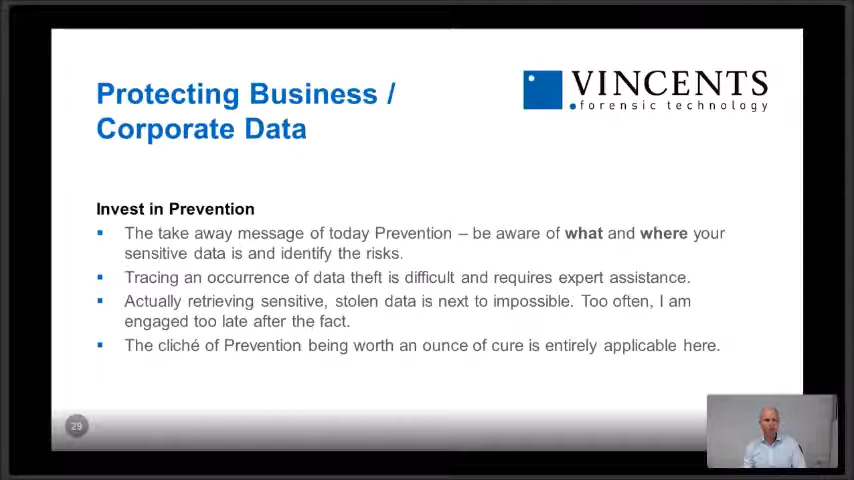 Protecting Business /
Corporate Data
VINCENTS
forensic technology
Invest in Prevention
The take away message of today Prevention – be aware of what and where your
sensitive data is and identify the risks.
Tracing an occurrence of data theft is difficult and requires expert assistance.
Actually retrieving sensitive, stolen data is next to impossible. Too often, I am
engaged too late after the fact.
The cliché of Prevention being worth an ounce of cure is entirely applicable here.
29